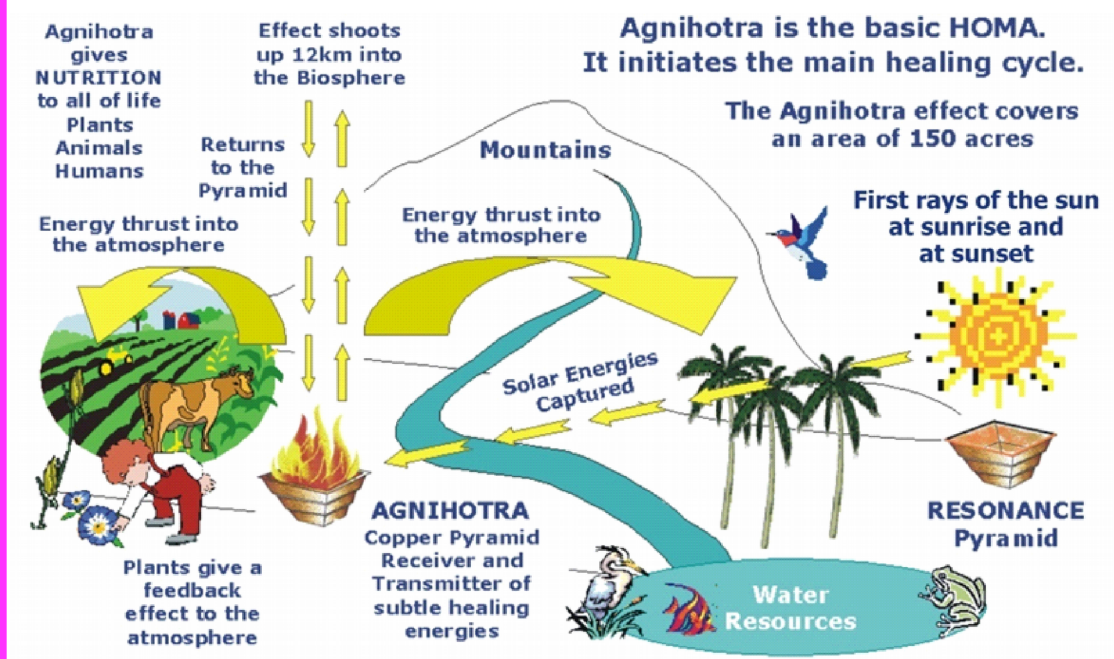 Agnihotra
gives
NUTRITION
to all of life
Plants
Animals
Humans
Effect shoots
up 12km into
the Biosphere
Agnihotra is the basic HOMA.
It initiates the main healing cycle.
The Agnihotra effect covers
an area of 150 acres
Returns
to the
Pyramid
Mountains
Energy thrust into
the atmosphere
Energy thrust into
the atmosphere
First rays of the sun
at sunrise and
at sunset
Solar Energies
Captured
AGNIHOTRA
Copper Pyramid
Receiver and
Transmitter of
subtle healing
energies
RESONANCE
Pyramid
Plants give a
feedback
effect to the
atmosphere
Water
Resources